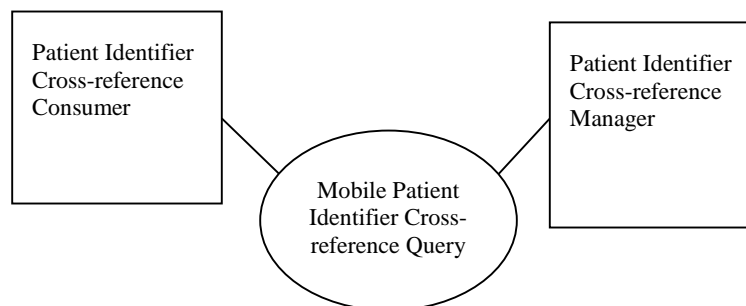 Patient Identifier
Cross-reference
Consumer
Patient Identifier
Cross-reference
Manager
Mobile Patient
Identifier Cross-
reference Query